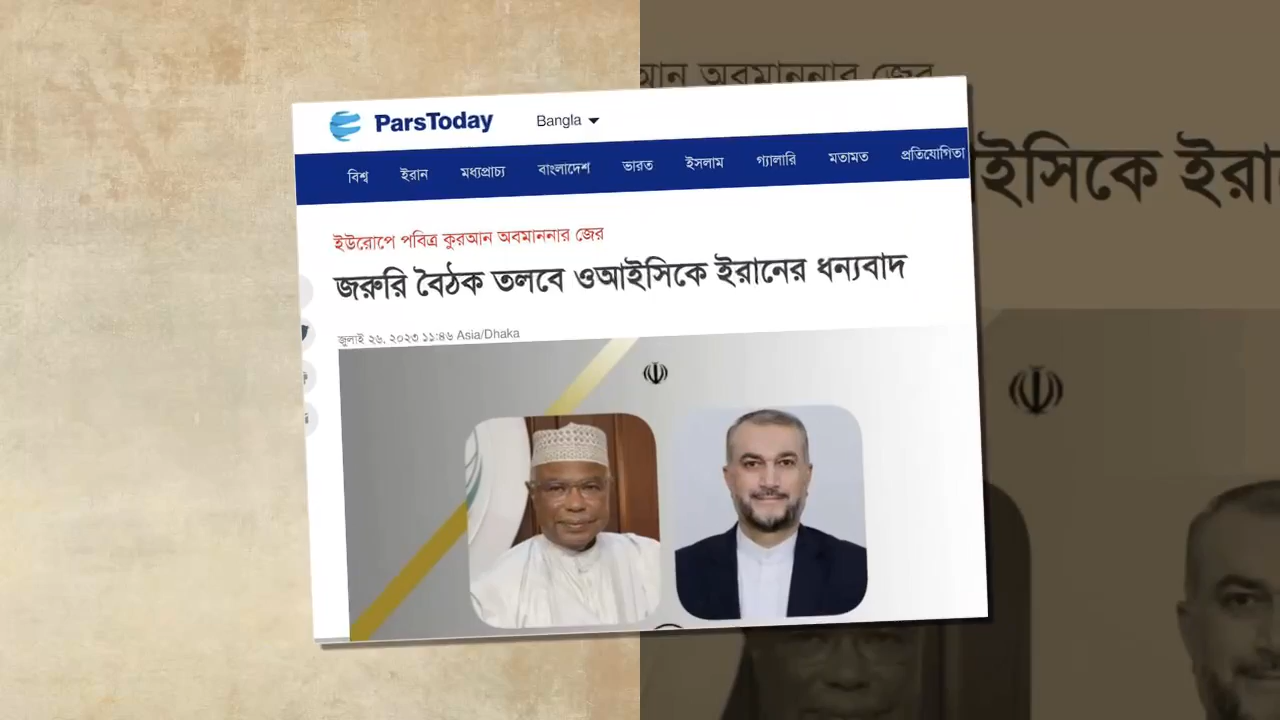 আন অবমাননার জের
ParsToday
Bangla
বিশ্ব ইরান মধ্যপ্রাচ্য বাংলাদেশ ভারত ইসলাম গ্যালারি মতামত প্রতিযোগিতা
ইউরোপে পবিত্র কুরআন অবমাননার জের
জরুরি বৈঠক তলবে ওআইসিকে ইরানের ধন্যবাদ
জুলাই ২৬, ২০২৩ ১১:৪৬ Asia/Dhaka
ইসিকে ইরা